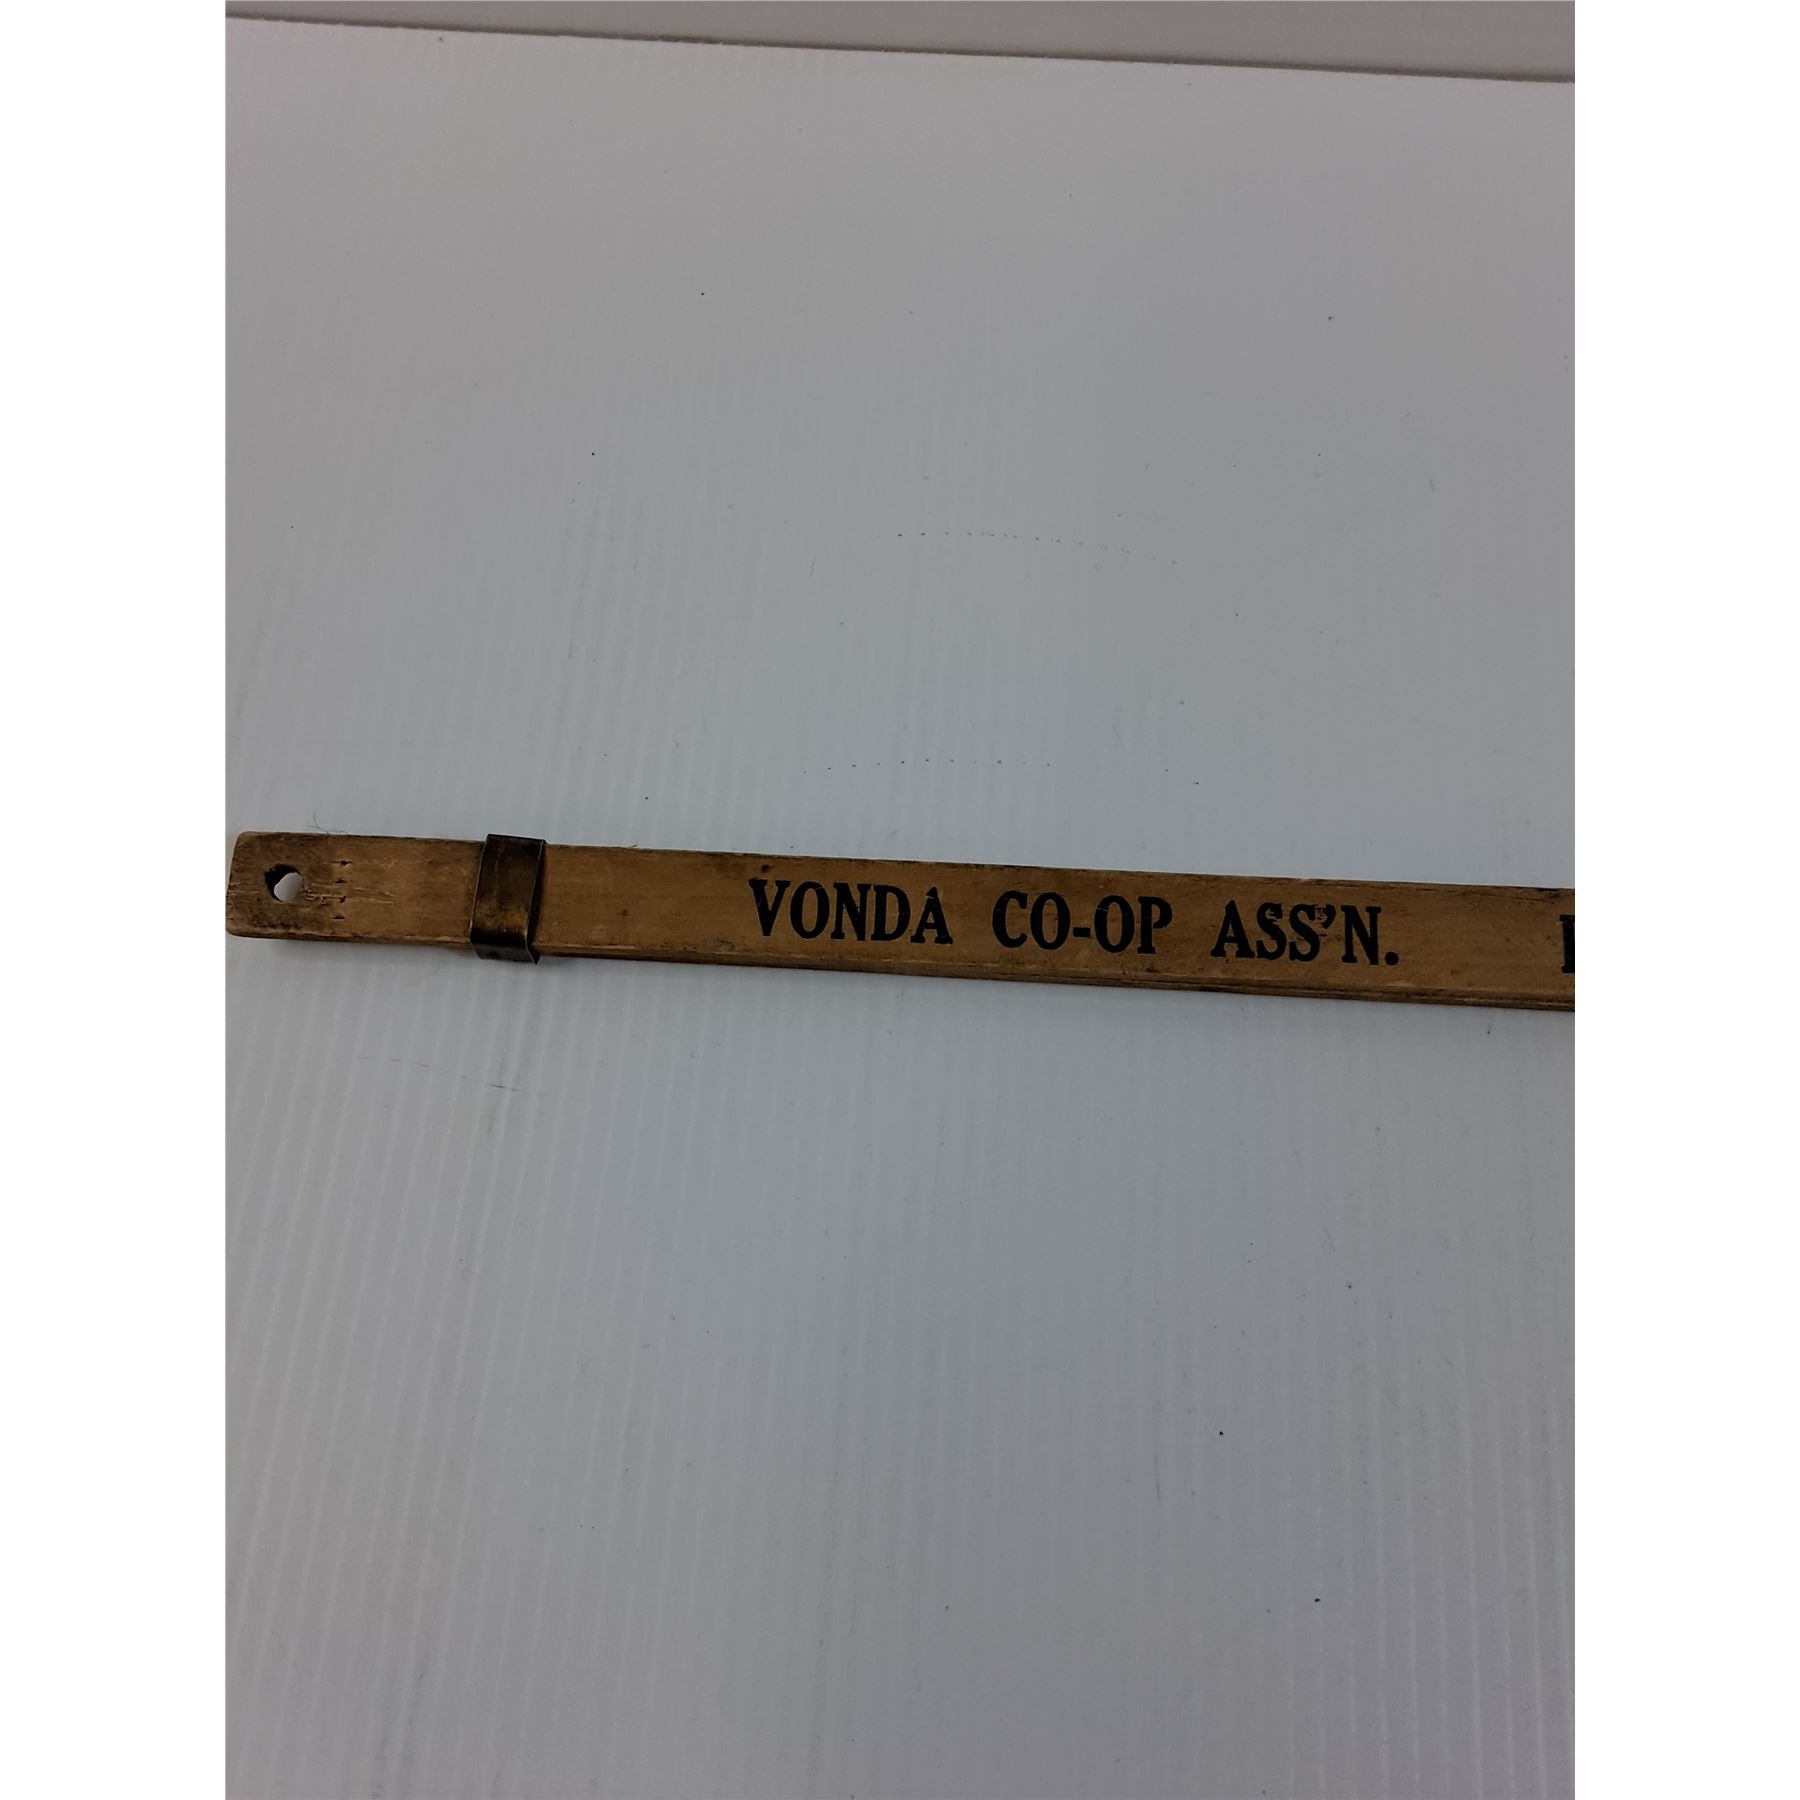 VONDA CO-OP ASS'N.